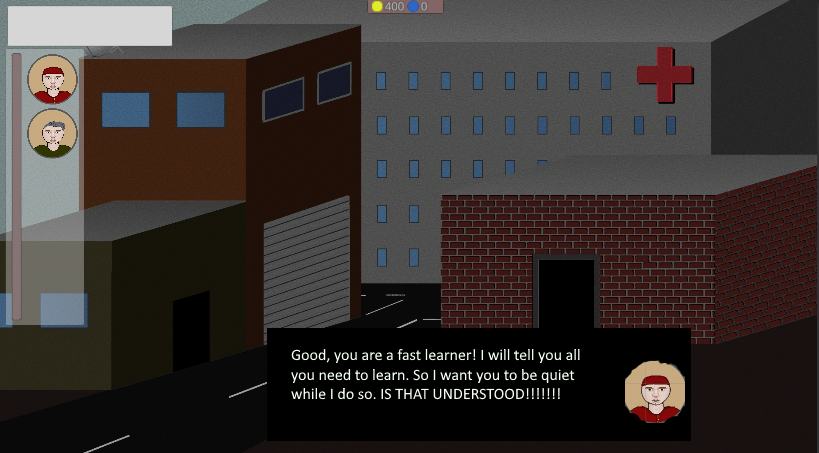 400 0
Good, you are a fast learner! I will tell you all
you need to learn. So I want you to be quiet
while I do so. IS THAT UNDERSTOOD!!!!!!!